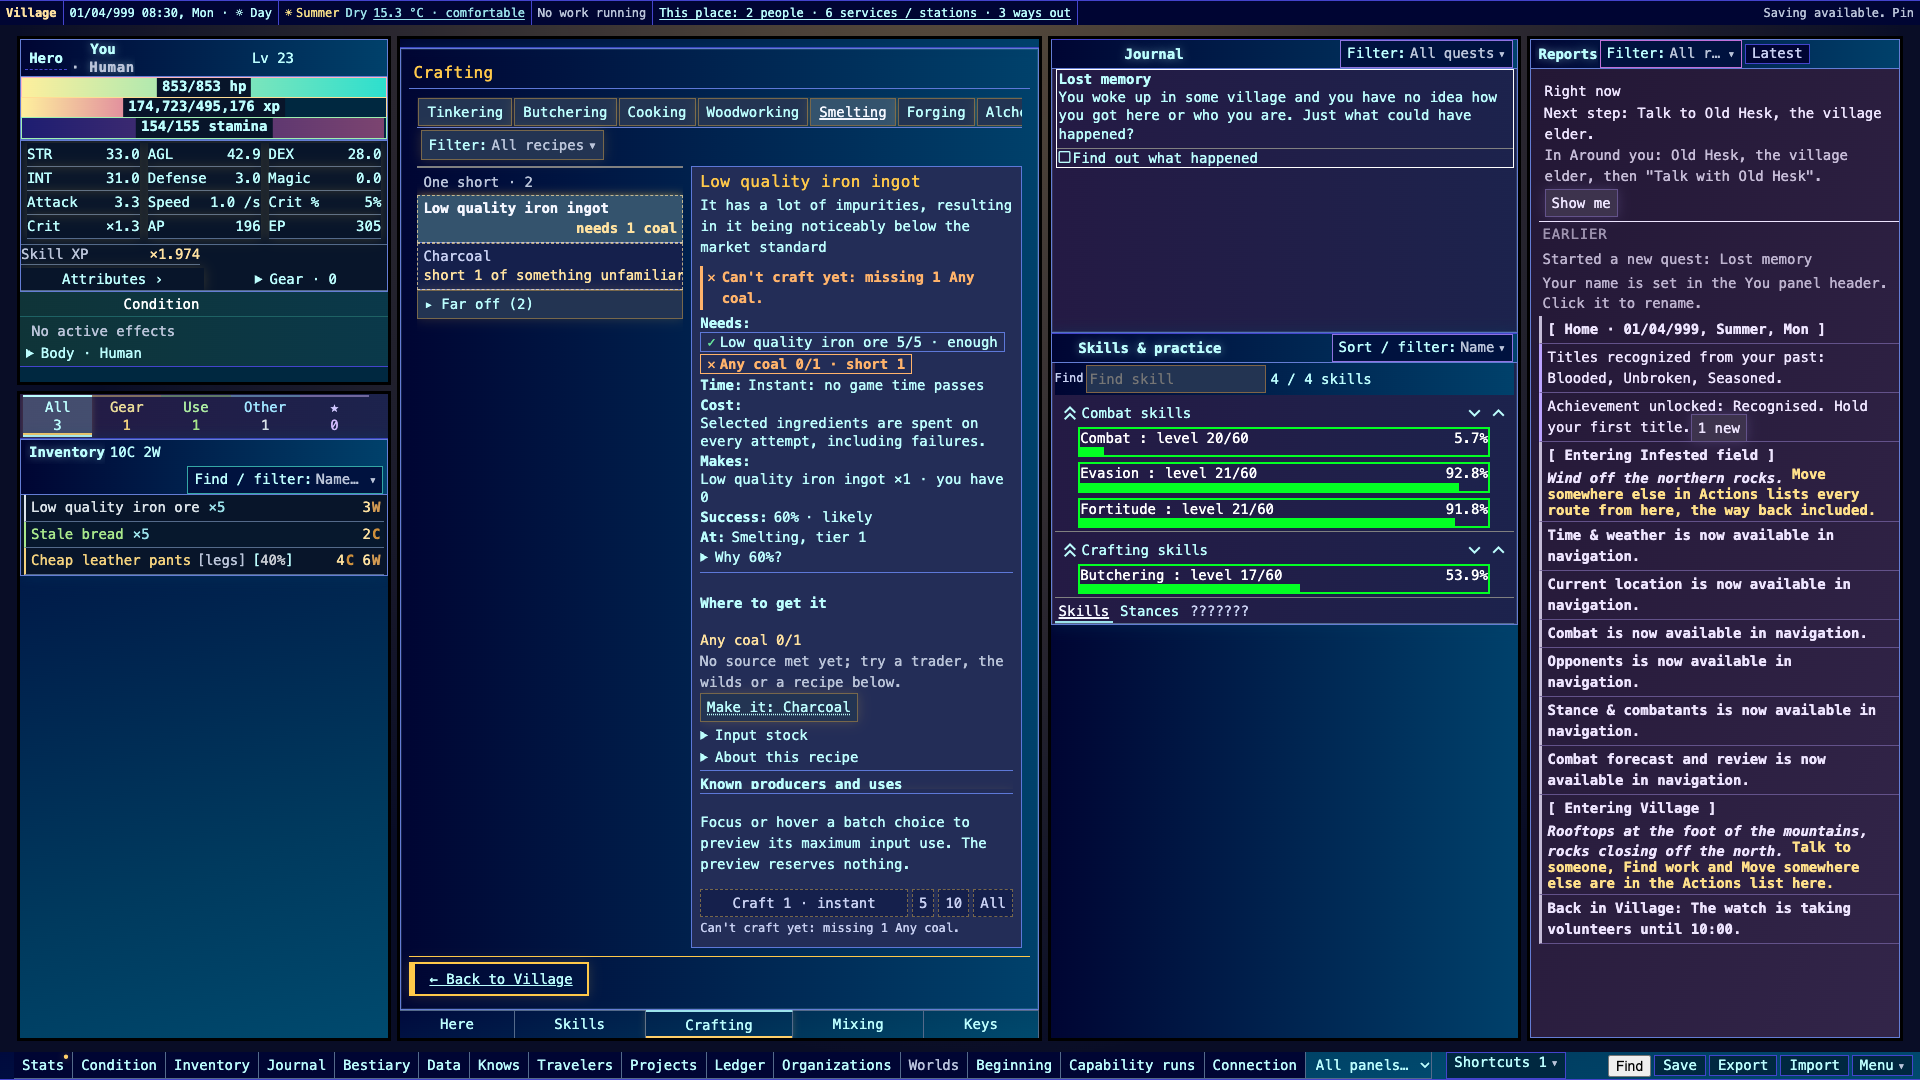 Village 01/04/999 08:30, Mon · ☀ Day ☀ Summer Dry 15.3 °C · comfortable No work running This place: 2 people · 6 services / stations · 3 ways out Saving available. Pin
Hero · You Human Lv 23
853/853 hp
174,723/495,176 xp
154/155 stamina
STR 33.0 AGL 42.9 DEX 28.0
INT 31.0 Defense 3.0 Magic 0.0
Attack 3.3 Speed 1.0 /s Crit % 5%
Crit ×1.3 AP 196 EP 305
Skill XP ×1.974
Attributes › ▶ Gear · 0
Condition
No active effects
▶ Body · Human
All Gear Use Other ★
3 1 1 1 0
Inventory 10C 2W
Find / filter: Name… ▾
Low quality iron ore ×5 3W
Stale bread ×5 2C
Cheap leather pants [legs] [40%] 4C 6W
Crafting
Tinkering Butchering Cooking Woodworking Smelting Forging Alch
Filter: All recipes ▾
One short · 2
Low quality iron ingot
needs 1 coal
Charcoal
short 1 of something unfamiliar
▸ Far off (2)
Low quality iron ingot
It has a lot of impurities, resulting
in it being noticeably below the
market standard
× Can't craft yet: missing 1 Any
coal.
Needs:
✓ Low quality iron ore 5/5 · enough
× Any coal 0/1 · short 1
Time: Instant: no game time passes
Cost:
Selected ingredients are spent on
every attempt, including failures.
Makes:
Low quality iron ingot ×1 · you have
0
Success: 60% · likely
At: Smelting, tier 1
▶ Why 60%?
Where to get it
Any coal 0/1
No source met yet; try a trader, the
wilds or a recipe below.
Make it: Charcoal
▶ Input stock
▶ About this recipe
Known producers and uses
Focus or hover a batch choice to
preview its maximum input use. The
preview reserves nothing.
Craft 1 · instant 5 10 All
Can't craft yet: missing 1 Any coal.
← Back to Village
Here Skills Crafting Mixing Keys
Journal Filter: All quests ▾
Lost memory
You woke up in some village and you have no idea how
you got here or who you are. Just what could have
happened?
☐Find out what happened
Skills & practice Sort / filter: Name ▾
Find Find skill 4 / 4 skills
Combat skills
Combat : level 20/60 5.7%
Evasion : level 21/60 92.8%
Fortitude : level 21/60 91.8%
Crafting skills
Butchering : level 17/60 53.9%
Skills Stances ???????
Reports Filter: All r… ▾ Latest
Right now
Next step: Talk to Old Hesk, the village
elder.
In Around you: Old Hesk, the village
elder, then "Talk with Old Hesk".
Show me
EARLIER
Started a new quest: Lost memory
Your name is set in the You panel header.
Click it to rename.
[ Home · 01/04/999, Summer, Mon ]
Titles recognized from your past:
Blooded, Unbroken, Seasoned.
Achievement unlocked: Recognised. Hold
your first title. 1 new
[ Entering Infested field ]
Wind off the northern rocks. Move
somewhere else in Actions lists every
route from here, the way back included.
Time & weather is now available in
navigation.
Current location is now available in
navigation.
Combat is now available in navigation.
Opponents is now available in
navigation.
Stance & combatants is now available in
navigation.
Combat forecast and review is now
available in navigation.
[ Entering Village ]
Rooftops at the foot of the mountains,
rocks closing off the north. Talk to
someone, Find work and Move somewhere
else are in the Actions list here.
Back in Village: The watch is taking
volunteers until 10:00.
Stats Condition Inventory Journal Bestiary Data Knows Travelers Projects Ledger Organizations Worlds Beginning Capability runs Connection All panels… Shortcuts 1 ▾ Find Save Export Import Menu ▾